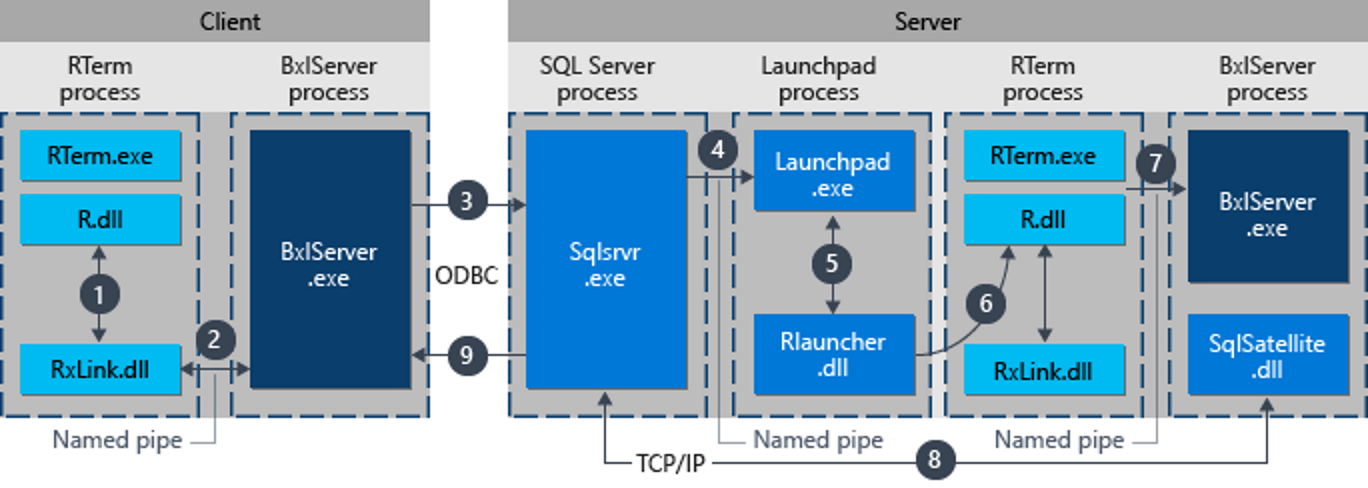 Client
Server
RTerm
process
BxlServer
process
SQL Server
process
Launchpad
process
RTerm
process
BxlServer
process
RTerm.exe
R.dll
1
RxLink.dll
2
BxlServer
.exe
Named pipe
3
ODBC
9
Sqlsrvr
.exe
4
Launchpad
.exe
5
Rlauncher
.dll
Named pipe
6
RTerm.exe
R.dll
RxLink.dll
7
Named pipe
BxlServer
.exe
SqlSatellite
.dll
TCP/IP
8